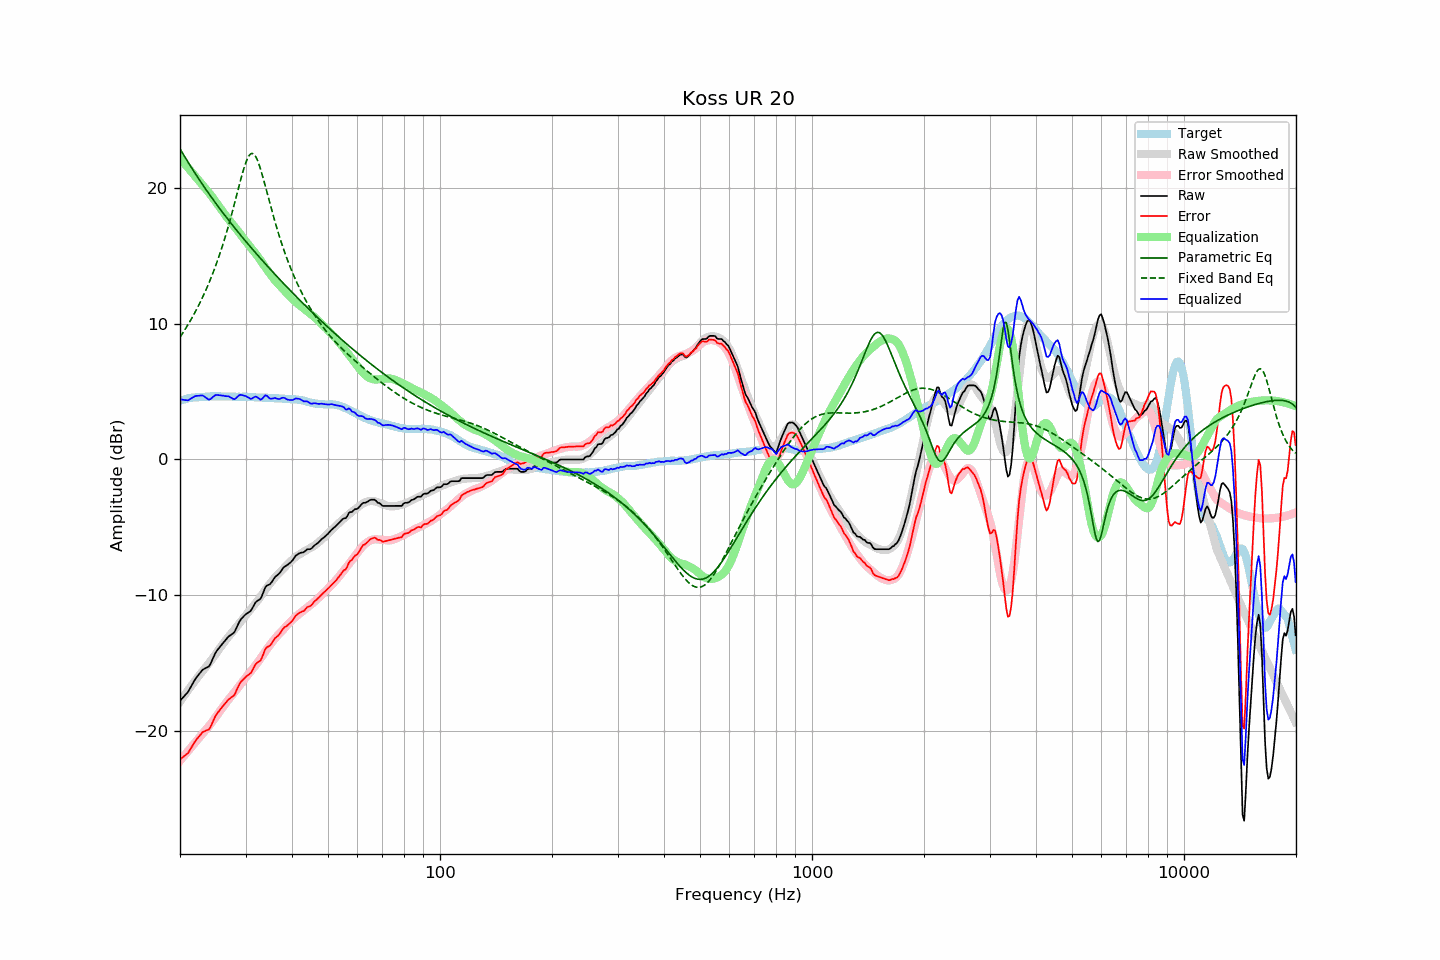 Koss UR 20
Target
Raw Smoothed
Error Smoothed
Raw
Error
Equalization
Parametric Eq
Fixed Band Eq
Equalized
Amplitude (dBr)
20
10
0
−10
−20
100
1000
10000
Frequency (Hz)